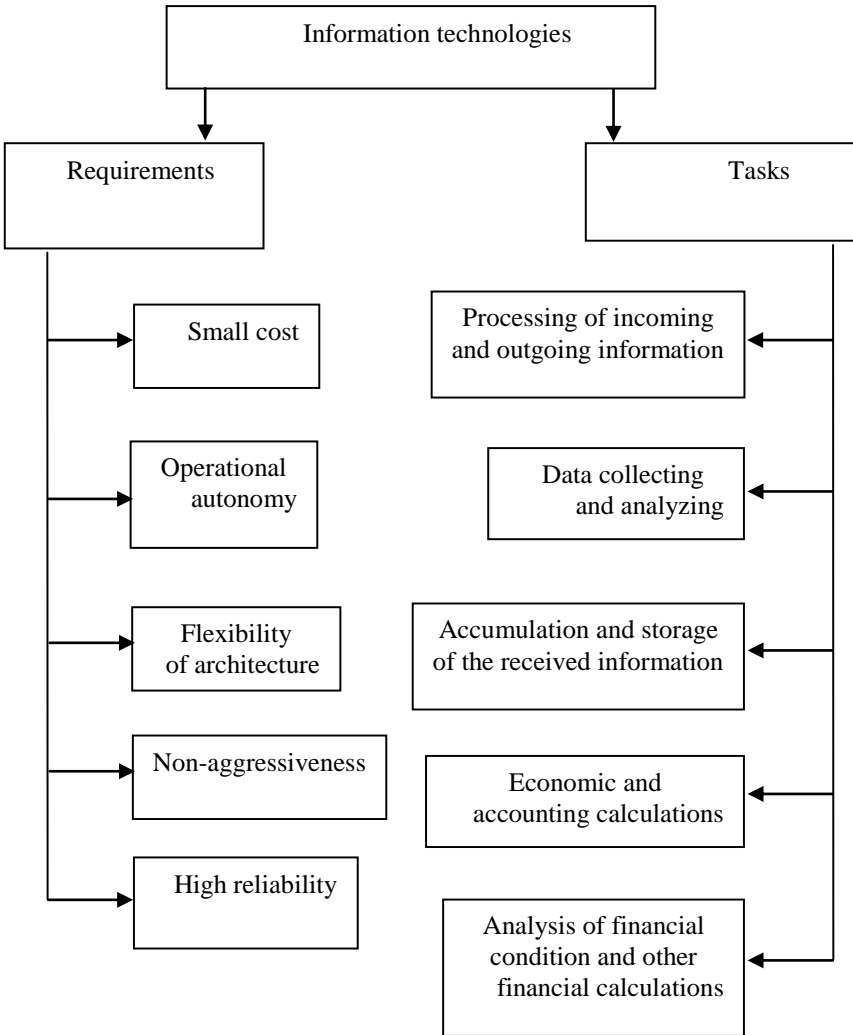 Information technologies
Requirements
Tasks
Small cost
Operational
autonomy
Flexibility
of architecture
Non-aggressiveness
High reliability
Processing of incoming
and outgoing information
Data collecting
and analyzing
Accumulation and storage
of the received information
Economic and
accounting calculations
Analysis of financial
condition and other
financial calculations